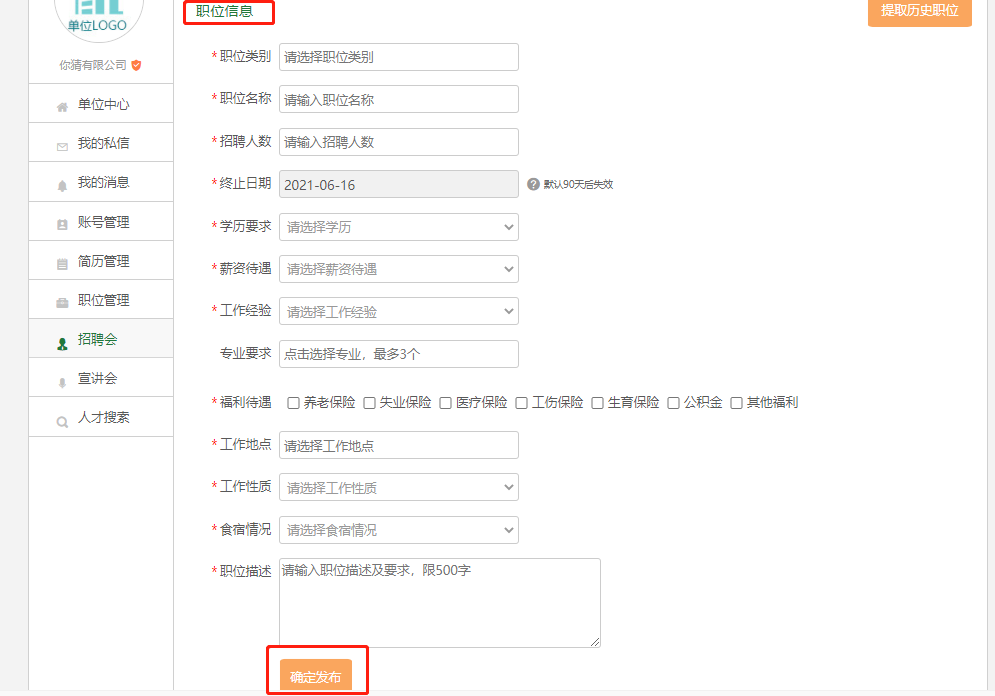 单位LOGO
你猜有限公司
单位中心
我的私信
我的消息
账号管理
简历管理
职位管理
招聘会
宣讲会
人才搜索
职位信息
提取历史职位
*职位类别 请选择职位类别
*职位名称 请输入职位名称
*招聘人数 请输入招聘人数
*终止日期 2021-06-16 ? 默认90天后失效
*学历要求 请选择学历
*薪资待遇 请选择薪资待遇
*工作经验 请选择工作经验
专业要求 点击选择专业，最多3个
*福利待遇 养老保险 失业保险 医疗保险 工伤保险 生育保险 公积金 其他福利
*工作地点 请选择工作地点
*工作性质 请选择工作性质
*食宿情况 请选择食宿情况
*职位描述 请输入职位描述及要求，限500字
确定发布